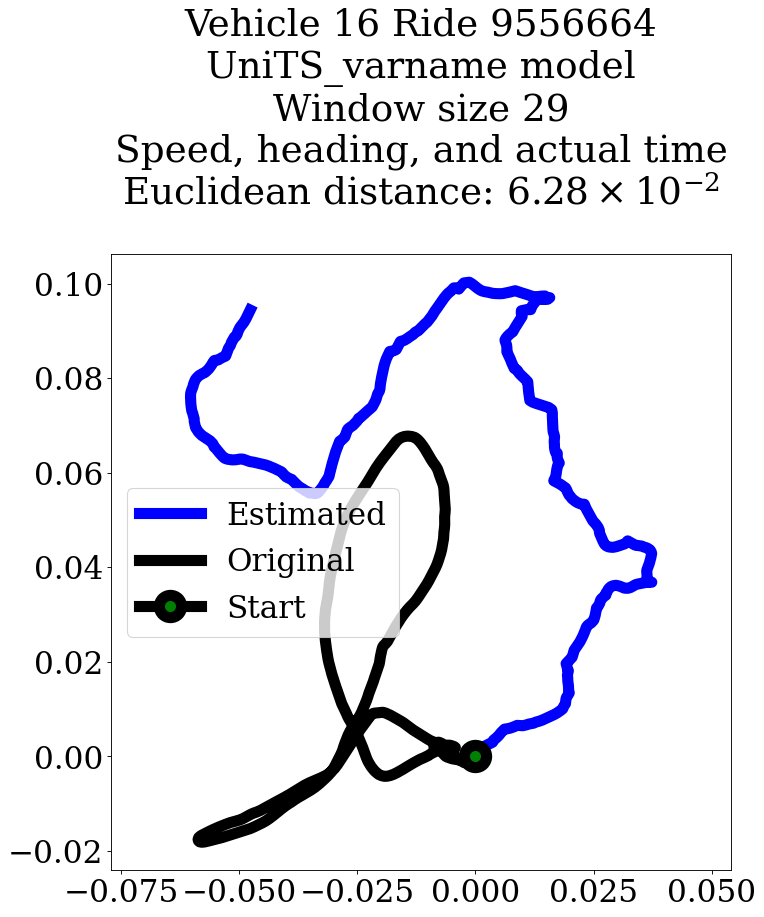 Vehicle 16 Ride 9556664
UniTS_varname model
Window size 29
Speed, heading, and actual time
Euclidean distance: 6.28 × 10⁻²
0.10
0.08
0.06
0.04
0.02
0.00
−0.02
Estimated
Original
Start
−0.075 −0.050 −0.025 0.000 0.025 0.050